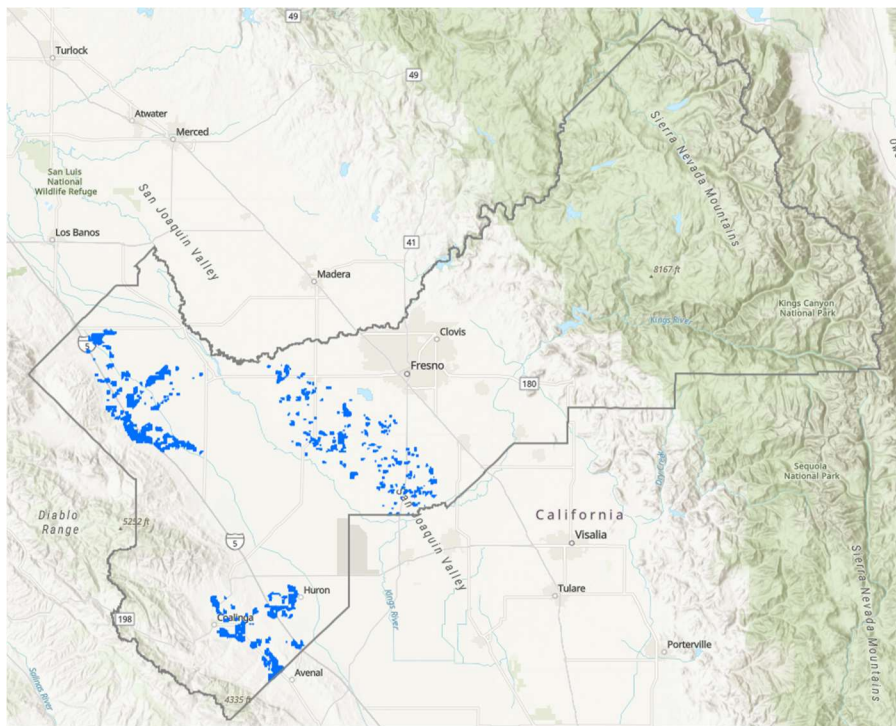 49
Turlock
49
Atwater
Merced
San Luis
National
Wildlife Refuge
San Joaquin Valley
Sierra Nevada Mountains
Los Banos
41
Madera
8167 ft
Kings Canyon
National Park
Kings River
5
Clovis
Fresno
180
Sequoia
National Park
Diablo
Range
5252 ft
California
San Joaquin Valley
5
Visalia
Huron
Tulare
Kings River
198
Coalinga
Avenal
Porterville
4335 ft
Salinas River
Sierra Nevada Mountains